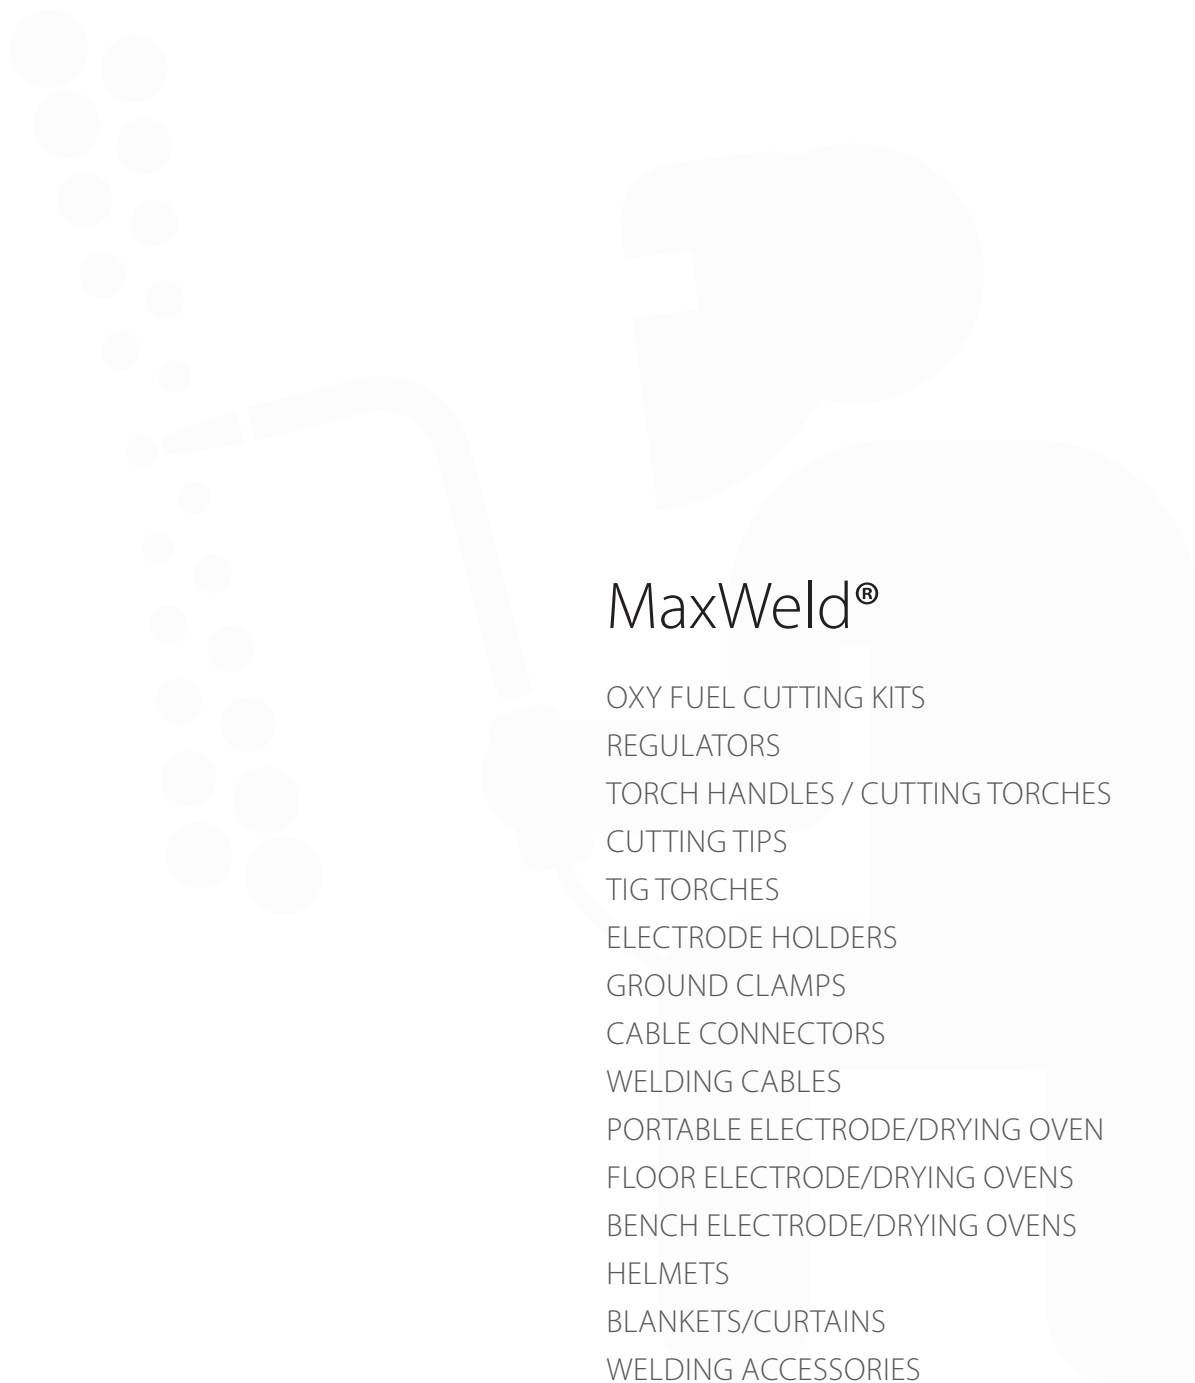 MaxWeld®
OXY FUEL CUTTING KITS
REGULATORS
TORCH HANDLES / CUTTING TORCHES
CUTTING TIPS
TIG TORCHES
ELECTRODE HOLDERS
GROUND CLAMPS
CABLE CONNECTORS
WELDING CABLES
PORTABLE ELECTRODE/DRYING OVEN
FLOOR ELECTRODE/DRYING OVENS
BENCH ELECTRODE/DRYING OVENS
HELMETS
BLANKETS/CURTAINS
WELDING ACCESSORIES